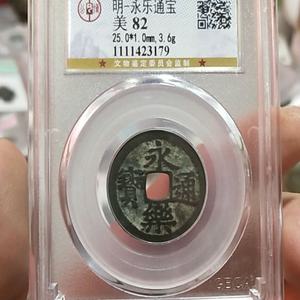 明-永乐通宝
美 82
25.0*1.0mm,3.6g
1111423179
文物鉴定委员会监制
永樂通寶